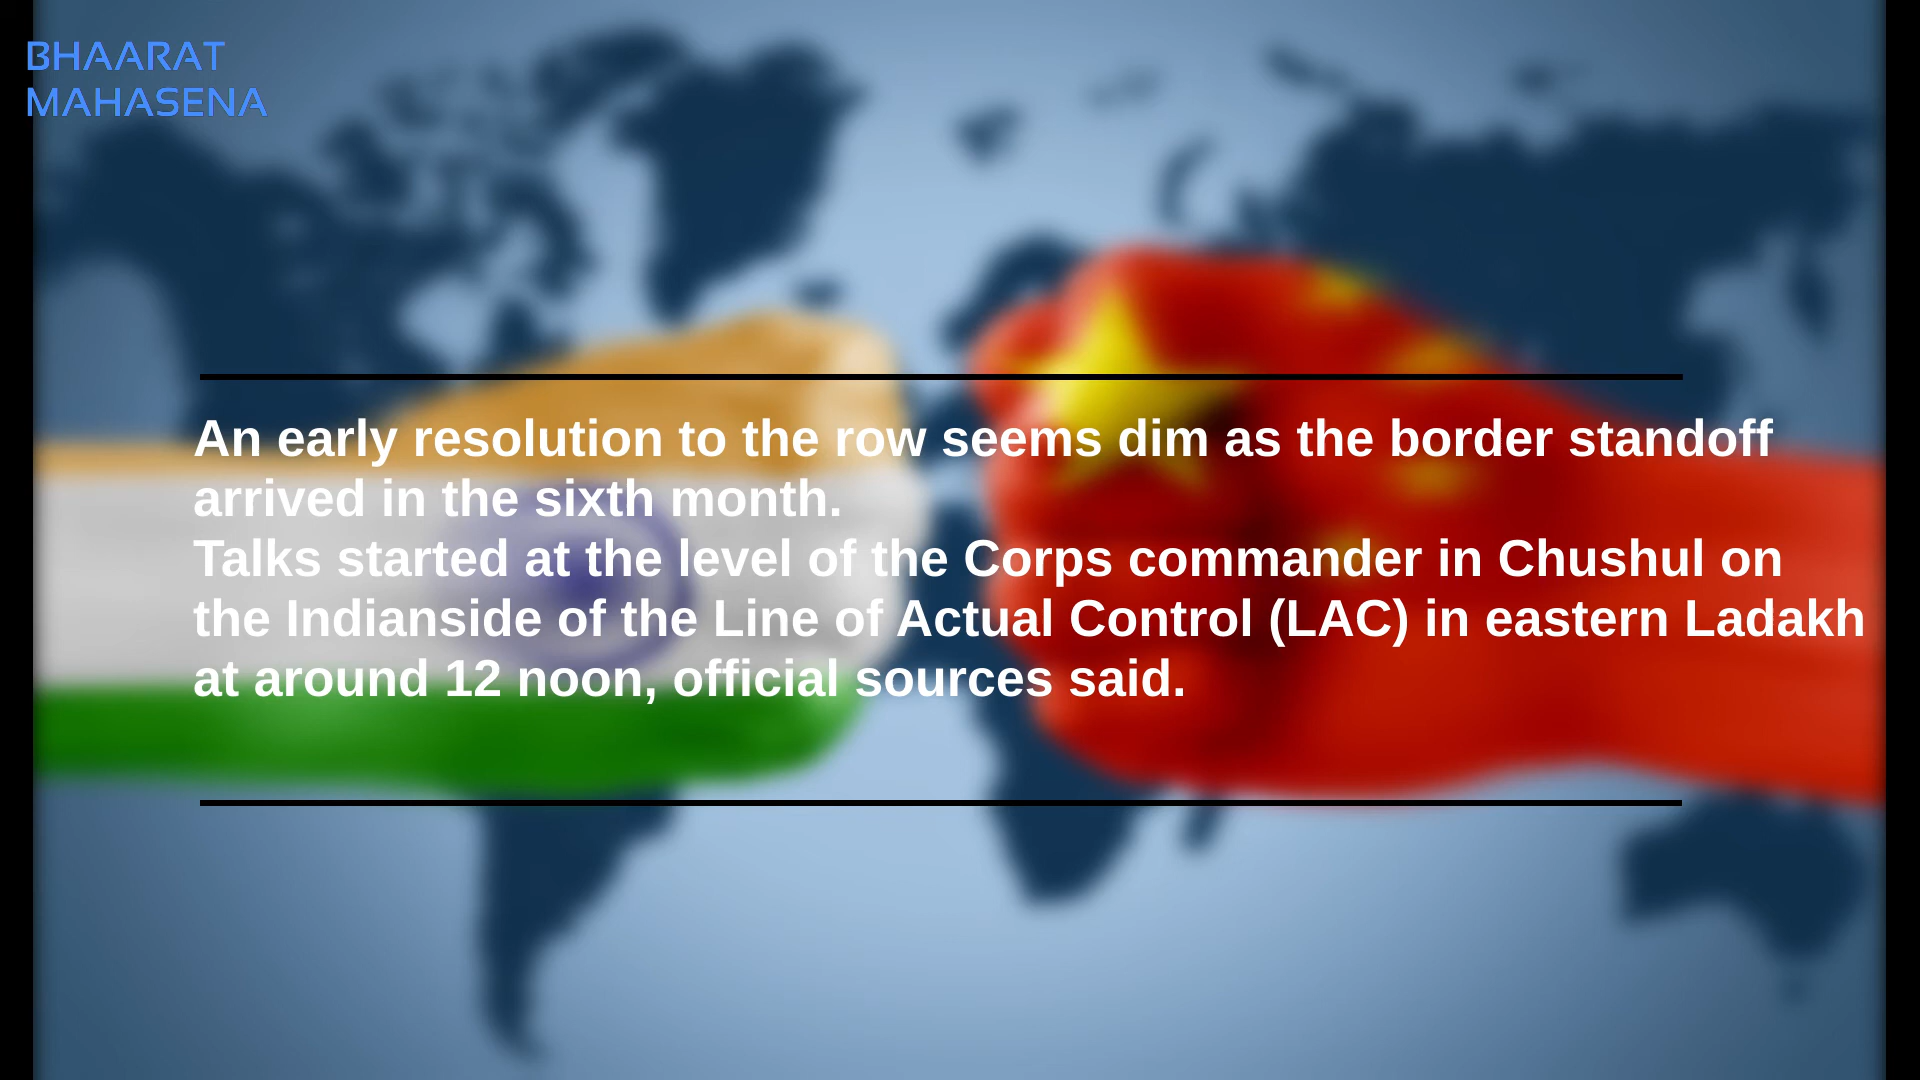 BHAARAT
MAHASENA
An early resolution to the row seems dim as the border standoff
arrived in the sixth month.
Talks started at the level of the Corps commander in Chushul on
the Indianside of the Line of Actual Control (LAC) in eastern Ladakh
at around 12 noon, official sources said.